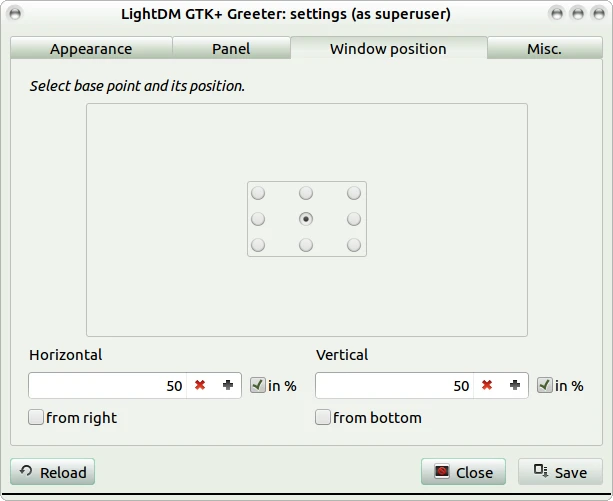 LightDM GTK+ Greeter: settings (as superuser)
Appearance Panel Window position Misc.
Select base point and its position.
Horizontal Vertical
50 in % 50 in %
from right from bottom
Reload Close Save